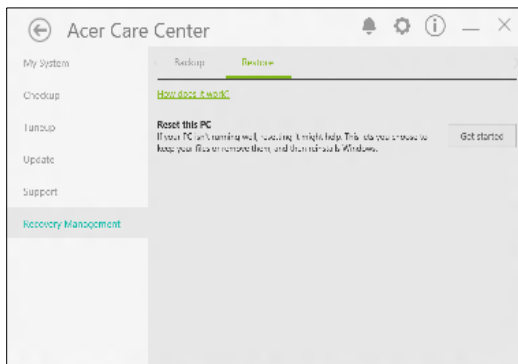 Acer Care Center
My System
Backup
Restore
Checkup
How does it work?
Tuneup
Reset this PC
If your PC isn't running well, resetting it might help. This lets you choose to
keep your files or remove them, and then reinstalls Windows.
Get started
Update
Support
Recovery Management